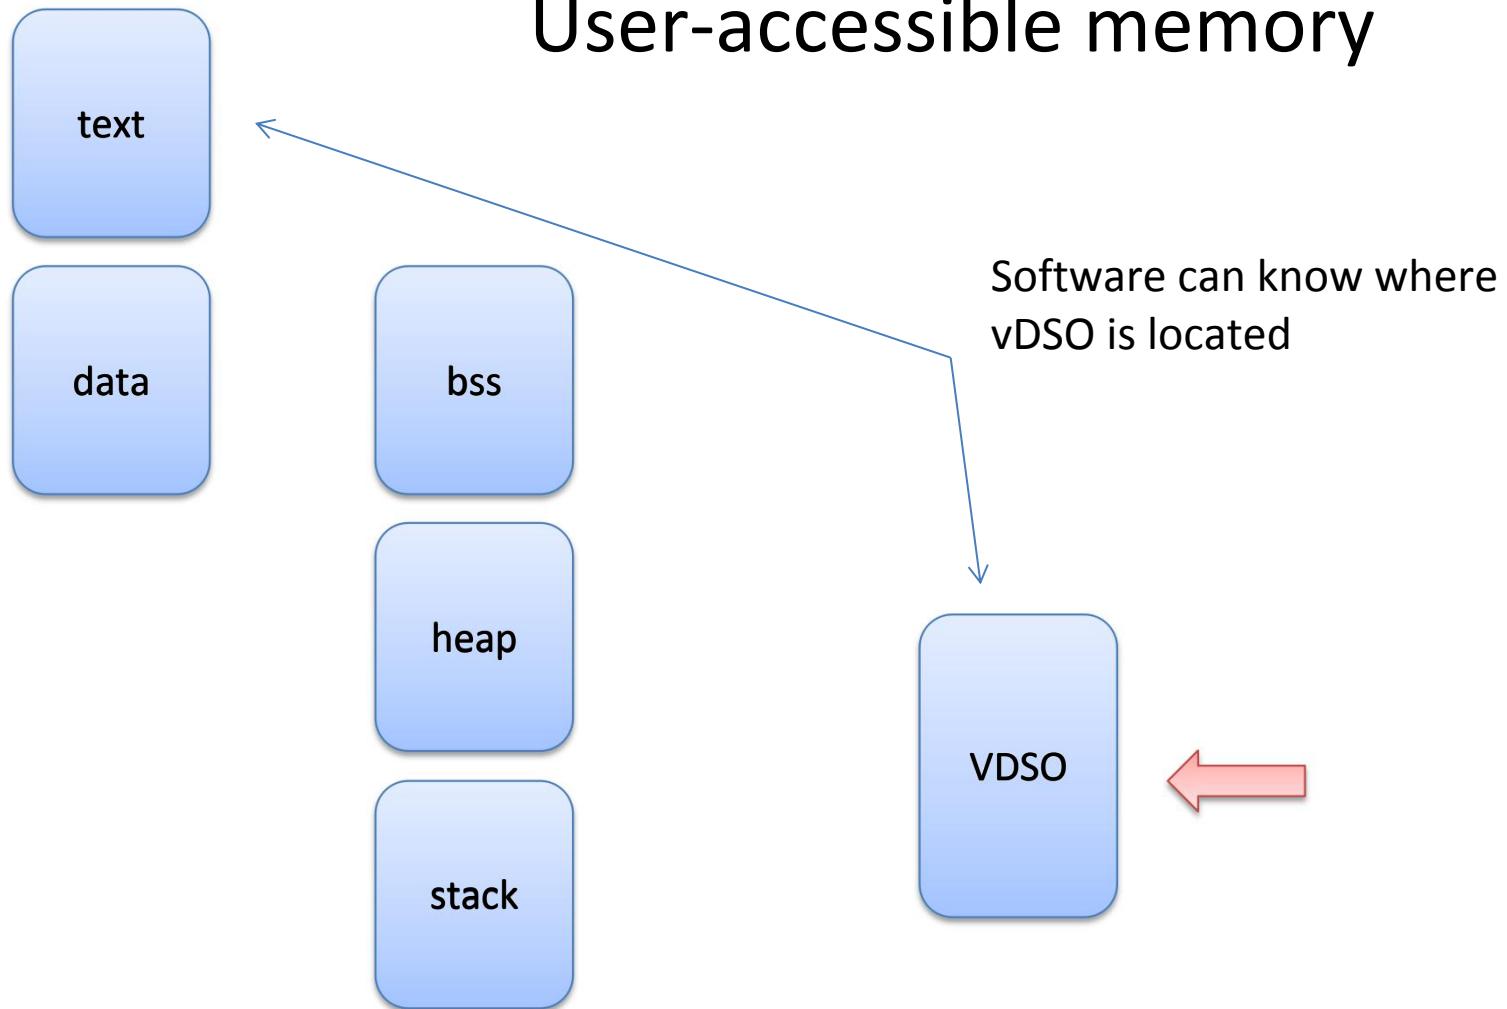 User-accessible memory
text
Software can know where
vDSO is located
data
bss
heap
VDSO
stack